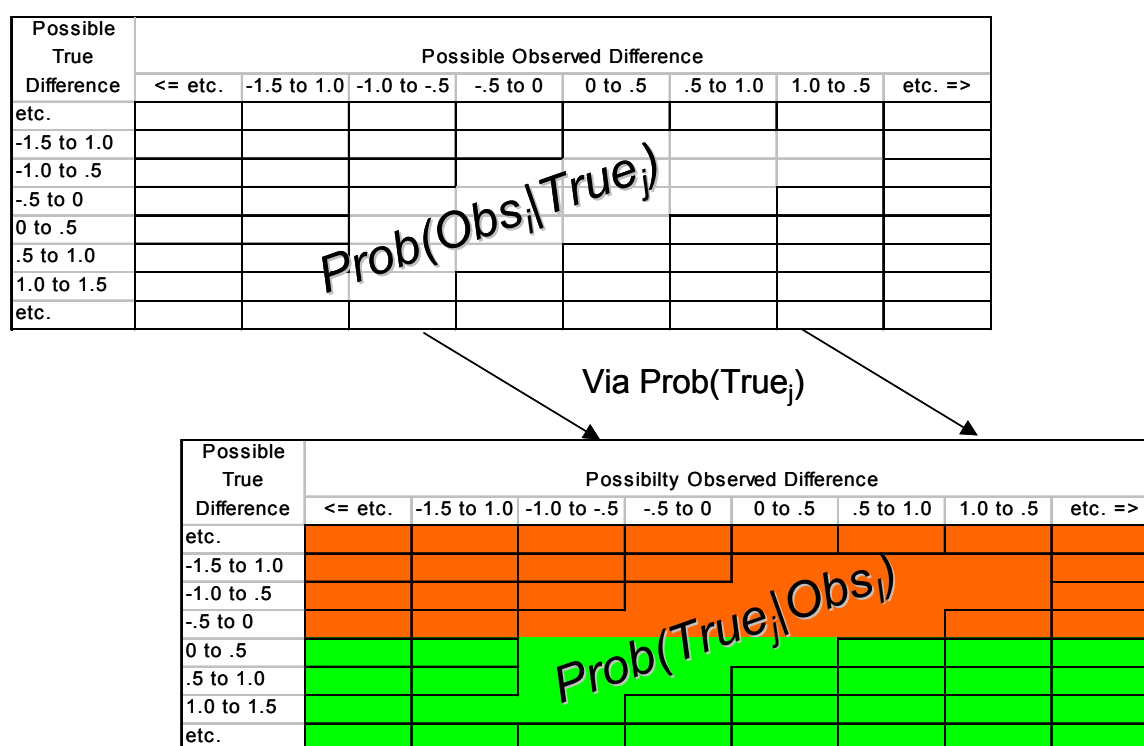 Possible
True
Difference
Possible Observed Difference
<= etc. -1.5 to 1.0 -1.0 to -.5 -.5 to 0 0 to .5 .5 to 1.0 1.0 to .5 etc. =>
etc.
-1.5 to 1.0
-1.0 to .5
-.5 to 0
0 to .5
.5 to 1.0
1.0 to 1.5
etc.
Prob(Obsi|Truej)
Via Prob(Truej)
Possible
True
Difference
Possibilty Observed Difference
<= etc. -1.5 to 1.0 -1.0 to -.5 -.5 to 0 0 to .5 .5 to 1.0 1.0 to .5 etc. =>
etc.
-1.5 to 1.0
-1.0 to .5
-.5 to 0
0 to .5
.5 to 1.0
1.0 to 1.5
etc.
Prob(Truej|Obsi)